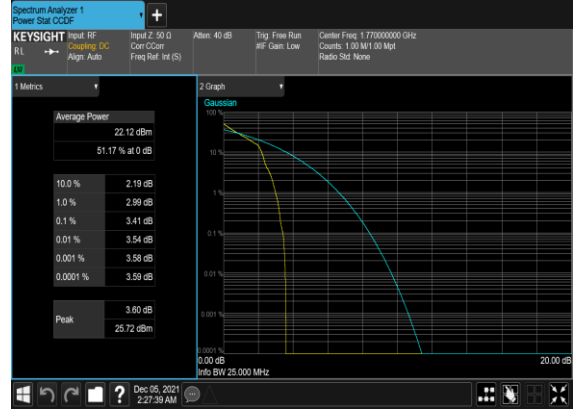 Spectrum Analyzer 1
Power Stat CCDF
+
KEYSIGHT
RL
LM
Input: RF
Coupling: DC
Align: Auto
Input Z: 50 Ω
Corr CCorr
Freq Ref: Int (S)
Atten: 40 dB
Trig: Free Run
#IF Gain: Low
Center Freq: 1.770000000 GHz
Counts: 1.00 M/1.00 Mpt
Radio Std: None
1 Metrics
Average Power
22.12 dBm
51.17 % at 0 dB
10.0 % 2.19 dB
1.0 % 2.99 dB
0.1 % 3.41 dB
0.01 % 3.54 dB
0.001 % 3.58 dB
0.0001 % 3.59 dB
Peak
3.60 dB
25.72 dBm
2 Graph
Gaussian
100 %
10 %
1 %
0.1 %
0.01 %
0.001 %
0.0001 %
0.00 dB
20.00 dB
Info BW 25.000 MHz
?
Dec 05, 2021
2:27:39 AM